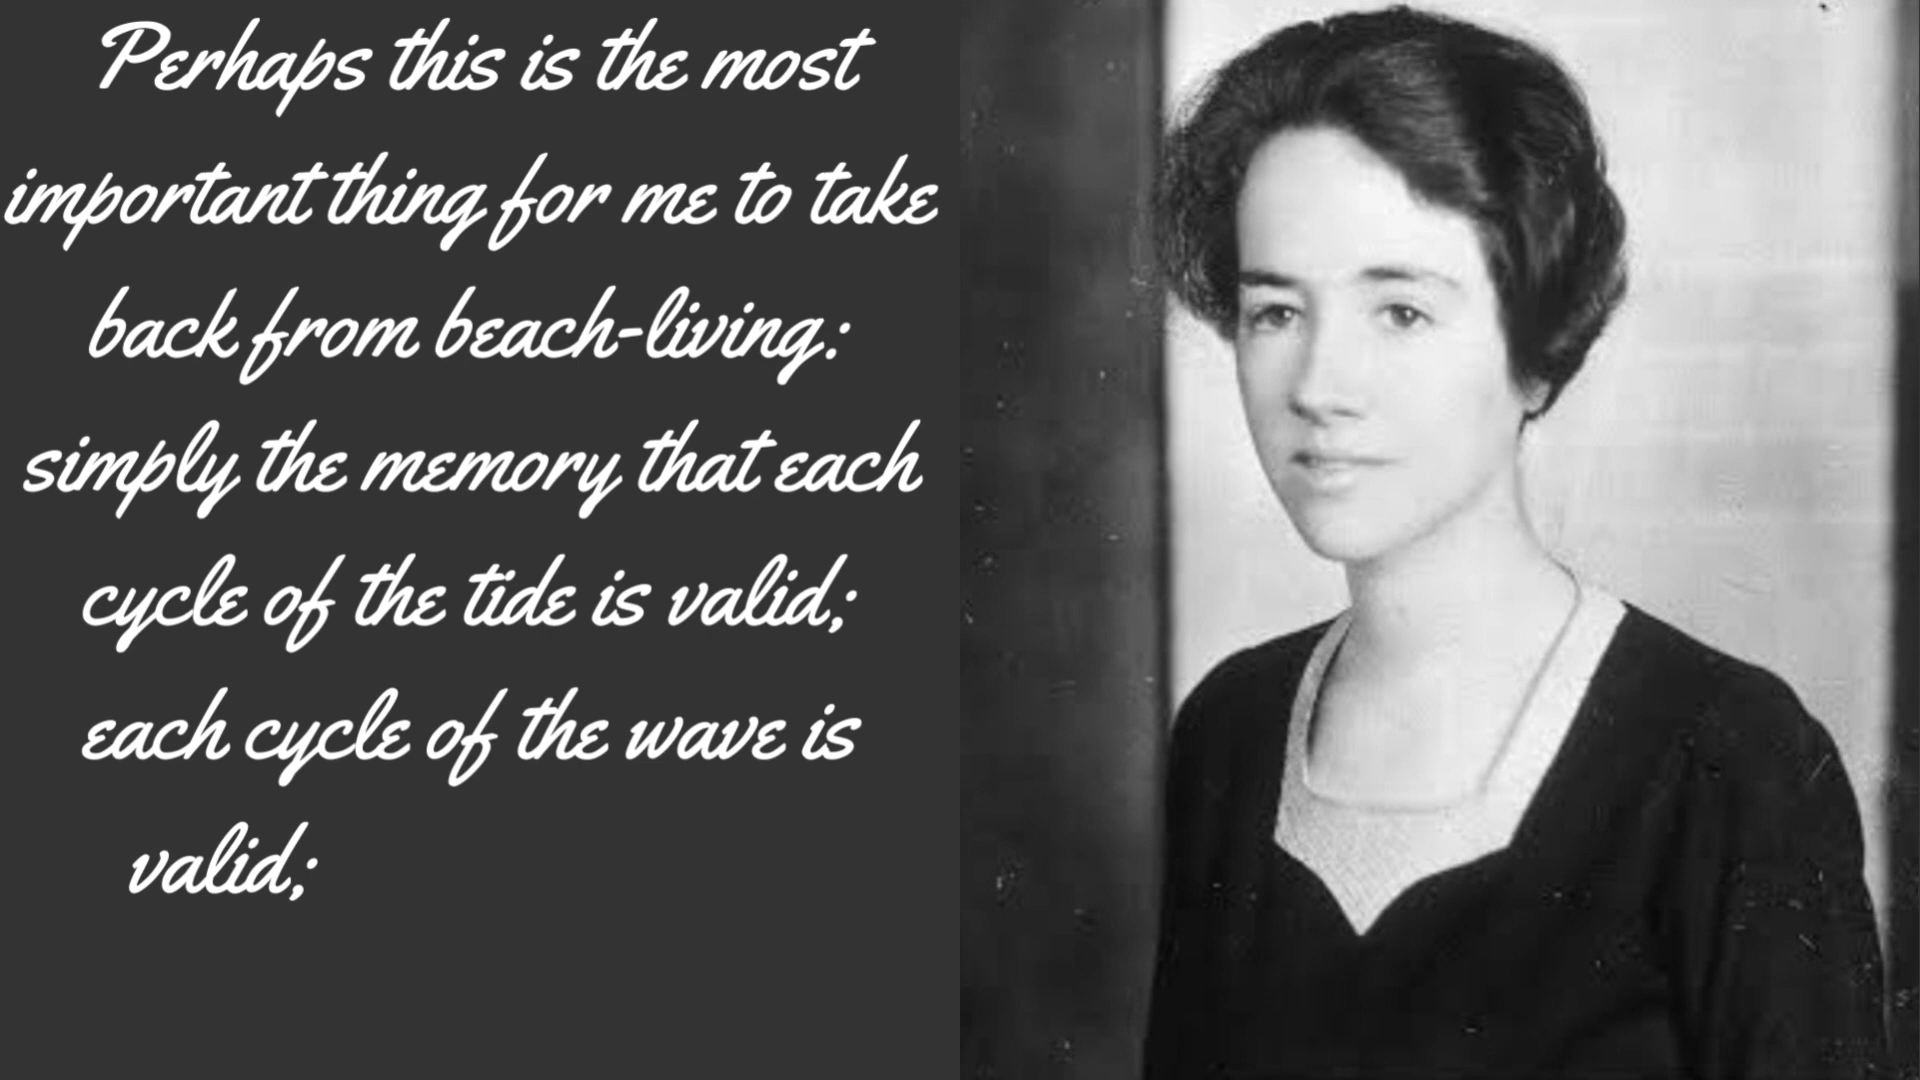 Perhaps this is the most
important thing for me to take
back from beach-living:
simply the memory that each
cycle of the tide is valid;
each cycle of the wave is
valid;